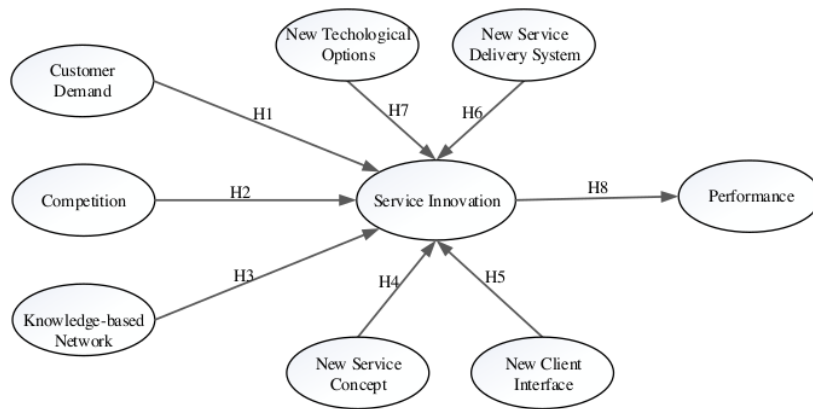 New Techological
Options
New Service
Delivery System
Customer
Demand
H1
H7
H6
Competition
H2
Service Innovation
H8
Performance
H3
Knowledge-based
Network
H4
H5
New Service
Concept
New Client
Interface